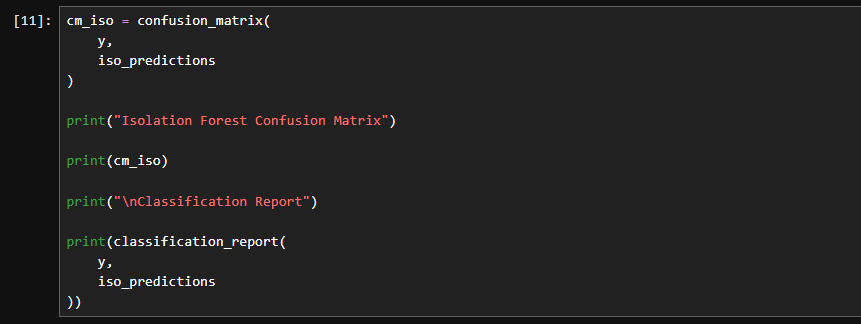 [11]: cm_iso = confusion_matrix(
    y,
    iso_predictions
)
print("Isolation Forest Confusion Matrix")
print(cm_iso)
print("\nClassification Report")
print(classification_report(
    y,
    iso_predictions
))